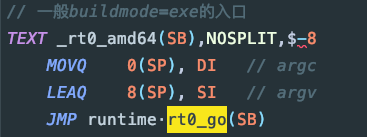 // 一般buildmode=exe的入口
TEXT _rt0_amd64(SB),NOSPLIT,$-8
MOVQ 0(SP), DI // argc
LEAQ 8(SP), SI // argv
JMP runtime·rt0_go(SB)